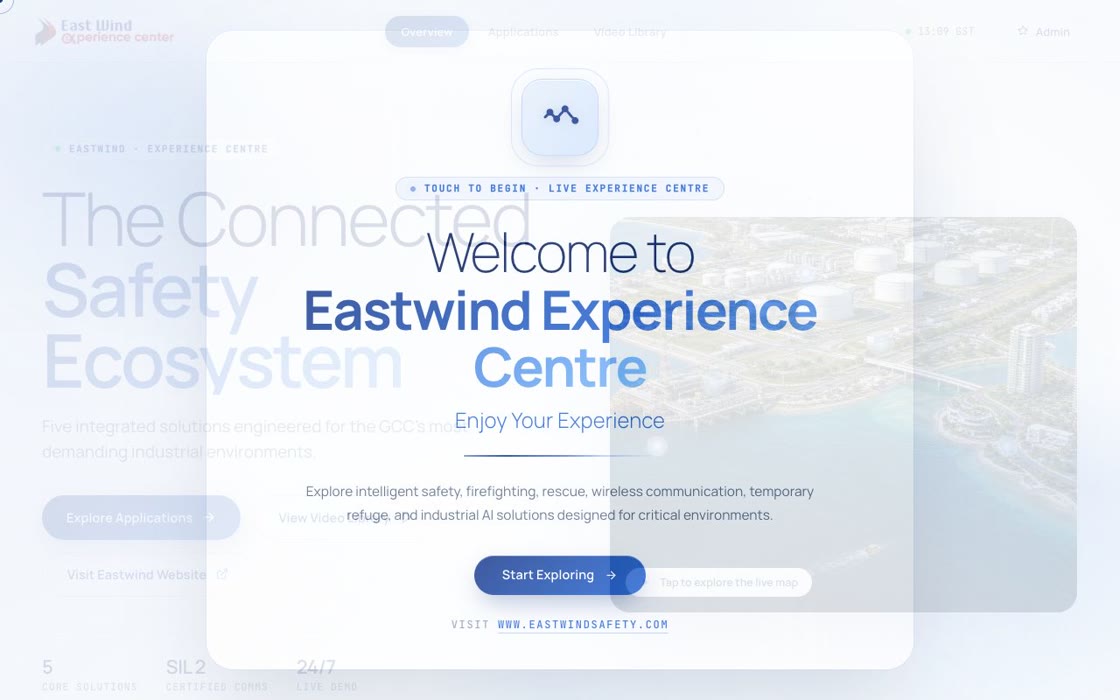 East Wind
experience center
Overview
Applications
Video Library
13:09 GST
Admin
EASTWIND · EXPERIENCE CENTRE
The Connected
Safety
Ecosystem
Five integrated solutions engineered for the GCC's most
demanding industrial environments.
Explore Applications →
View Video
Visit Eastwind Website
5
CORE SOLUTIONS
SIL 2
CERTIFIED COMMS
24/7
LIVE DEMO
Tap to explore the live map
TOUCH TO BEGIN · LIVE EXPERIENCE CENTRE
Welcome to
Eastwind Experience
Centre
Enjoy Your Experience
Explore intelligent safety, firefighting, rescue, wireless communication, temporary
refuge, and industrial AI solutions designed for critical environments.
Start Exploring →
VISIT WWW.EASTWINDSAFETY.COM